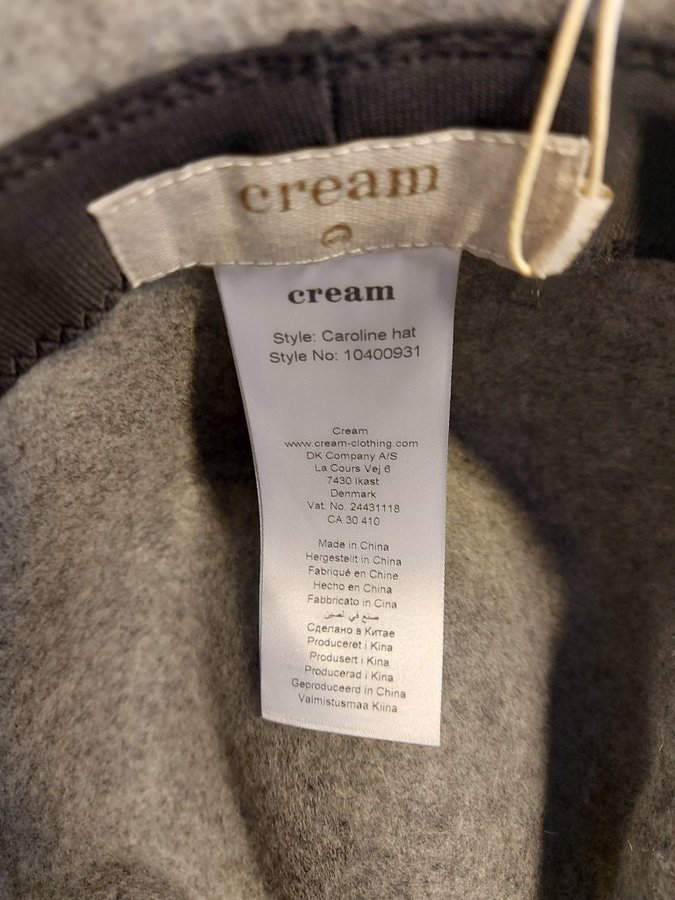 cream
cream
Style: Caroline hat
Style No: 10400931
Cream
www.cream-clothing.com
DK Company A/S
La Cours Vej 6
7430 Ikast
Denmark
Vat. No. 24431118
CA 30 410
Made in China
Hergestellt in China
Fabriqué en Chine
Hecho en China
Fabbricato in Cina
صنع في الصين
Сделано в Китае
Produceret i Kina
Produsert i Kina
Producerad i Kina
Geproduceerd in China
Valmistusmaa Kiina